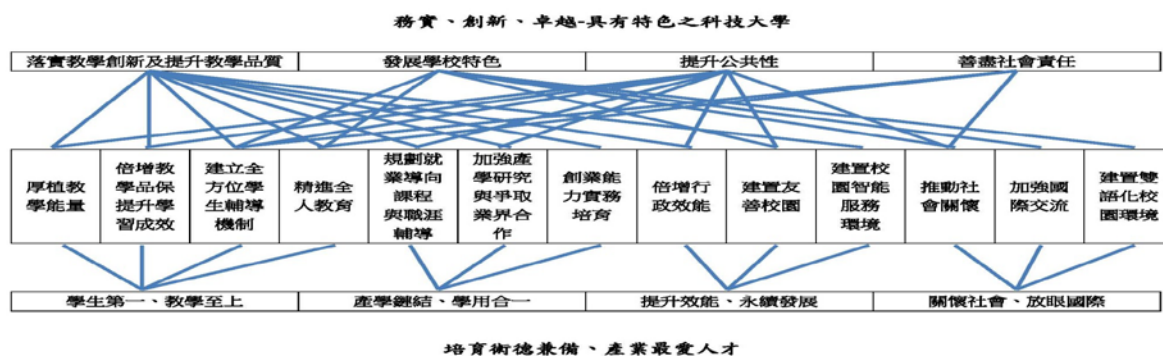 務實、創新、卓越-具有特色之科技大學
落實教學創新及提升教學品質
發展學校特色
提升公共性
善盡社會責任
厚植教
學能量
倍增教
學品保
提升學
習成效
建立全
方位學
生輔導
機制
精進全
人教育
規劃就
業導向
課程
與職涯
輔導
加強產
學研究
與爭取
業界合
作
創業能
力實務
培育
倍增行
政效能
建置友
善校園
建置校
園智能
服務
環境
推動社
會關懷
加強國
際交流
建置雙
語化校
園環境
學生第一、教學至上
產學鏈結、學用合一
提升效能、永續發展
關懷社會、放眼國際
培育術德兼備、產業最愛人才